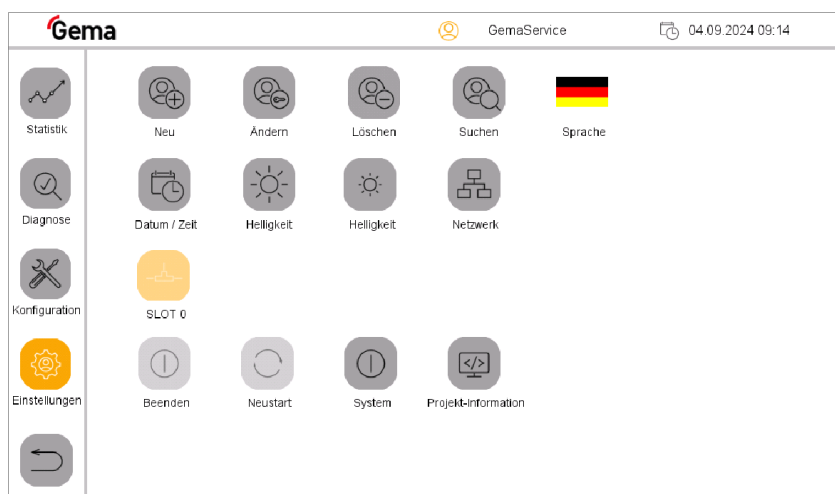 Gema
GemaService
04.09.2024 09:14
Statistik
Neu
Ändern
Löschen
Suchen
Sprache
Diagnose
Datum / Zeit
Helligkeit
Helligkeit
Netzwerk
Konfiguration
SLOT 0
Einstellungen
Beenden
Neustart
System
Projekt-Information